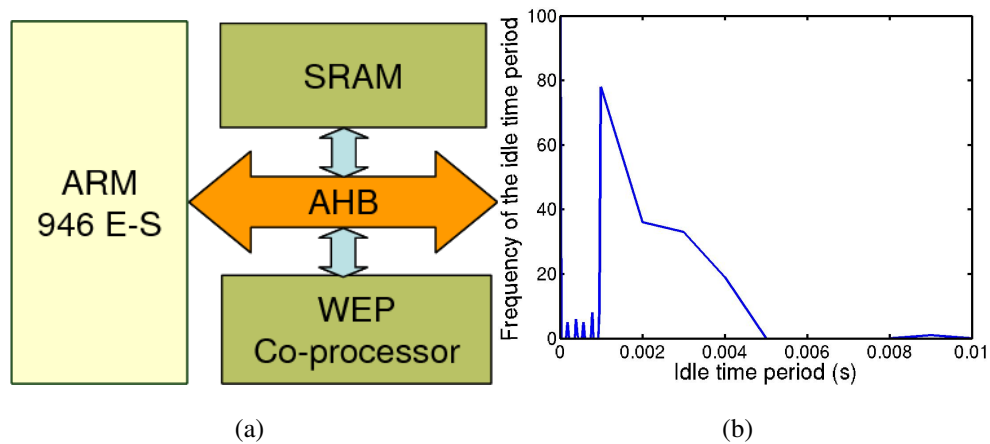 ARM
946 E-S
SRAM
AHB
WEP
Co-processor
(a)
Frequency of the idle time period
100
80
60
40
20
0
0
0.002
0.004
0.006
0.008
0.01
Idle time period (s)
(b)